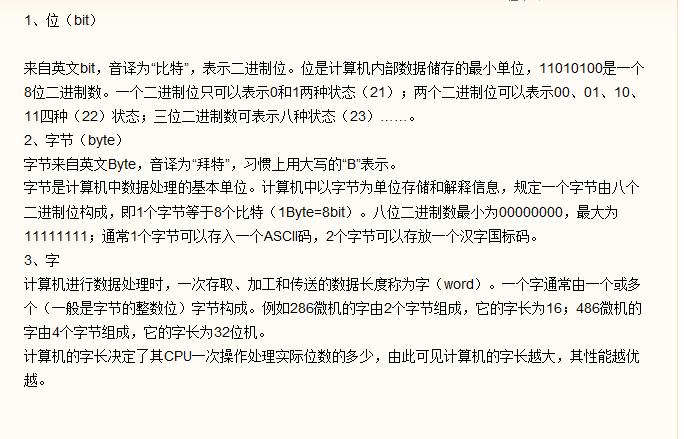 1、位（bit）
来自英文bit，音译为“比特”，表示二进制位。位是计算机内部数据储存的最小单位，11010100是一个
8位二进制数。一个二进制位只可以表示0和1两种状态（21）；两个二进制位可以表示00、01、10、
11四种（22）状态；三位二进制数可表示八种状态（23）……。
2、字节（byte）
字节来自英文Byte，音译为“拜特”，习惯上用大写的“B”表示。
字节是计算机中数据处理的基本单位。计算机中以字节为单位存储和解释信息，规定一个字节由八个
二进制位构成，即1个字节等于8个比特（1Byte=8bit）。八位二进制数最小为00000000，最大为
11111111；通常1个字节可以存入一个ASCII码，2个字节可以存放一个汉字国标码。
3、字
计算机进行数据处理时，一次存取、加工和传送的数据长度称为字（word）。一个字通常由一个或多
个（一般是字节的整数位）字节构成。例如286微机的字由2个字节组成，它的字长为16；486微机的
字由4个字节组成，它的字长为32位机。
计算机的字长决定了其CPU一次操作处理实际位数的多少，由此可见计算机的字长越大，其性能越优
越。